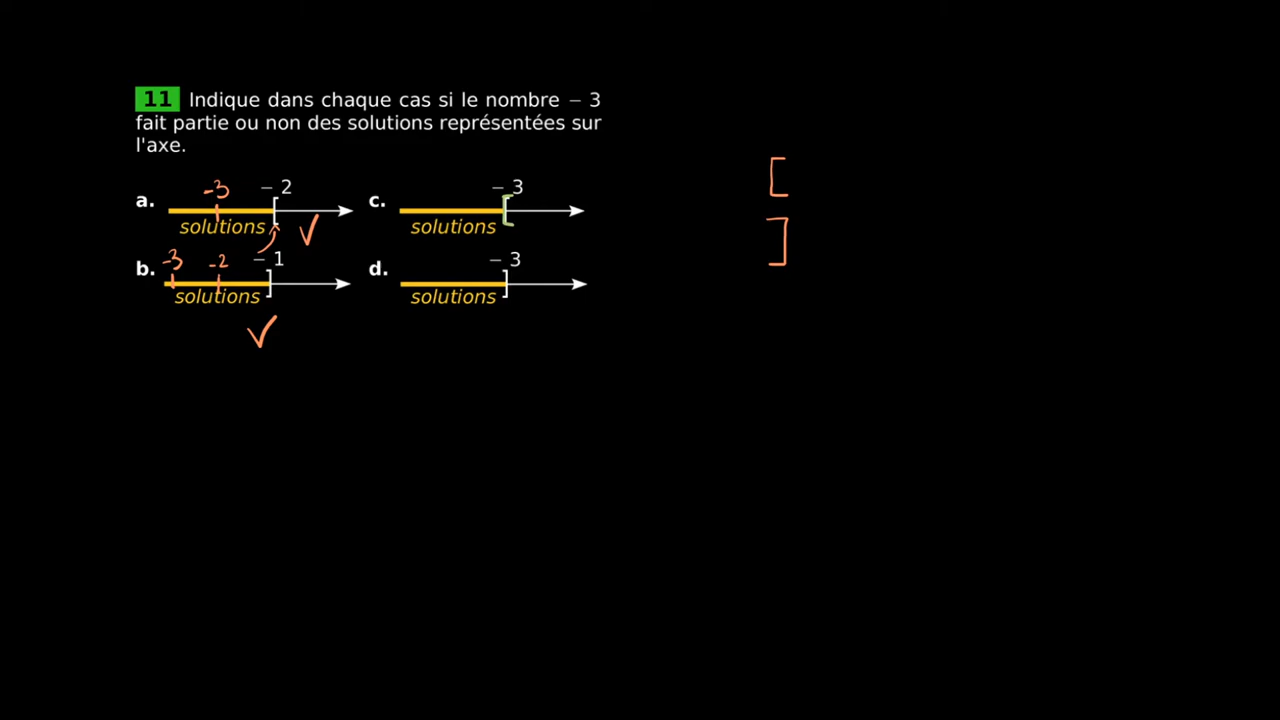 11 Indique dans chaque cas si le nombre − 3
fait partie ou non des solutions représentées sur
l'axe.
a. -3 − 2
solutions
c. − 3
solutions
b. -3 -2 − 1
solutions
d. − 3
solutions
[
]